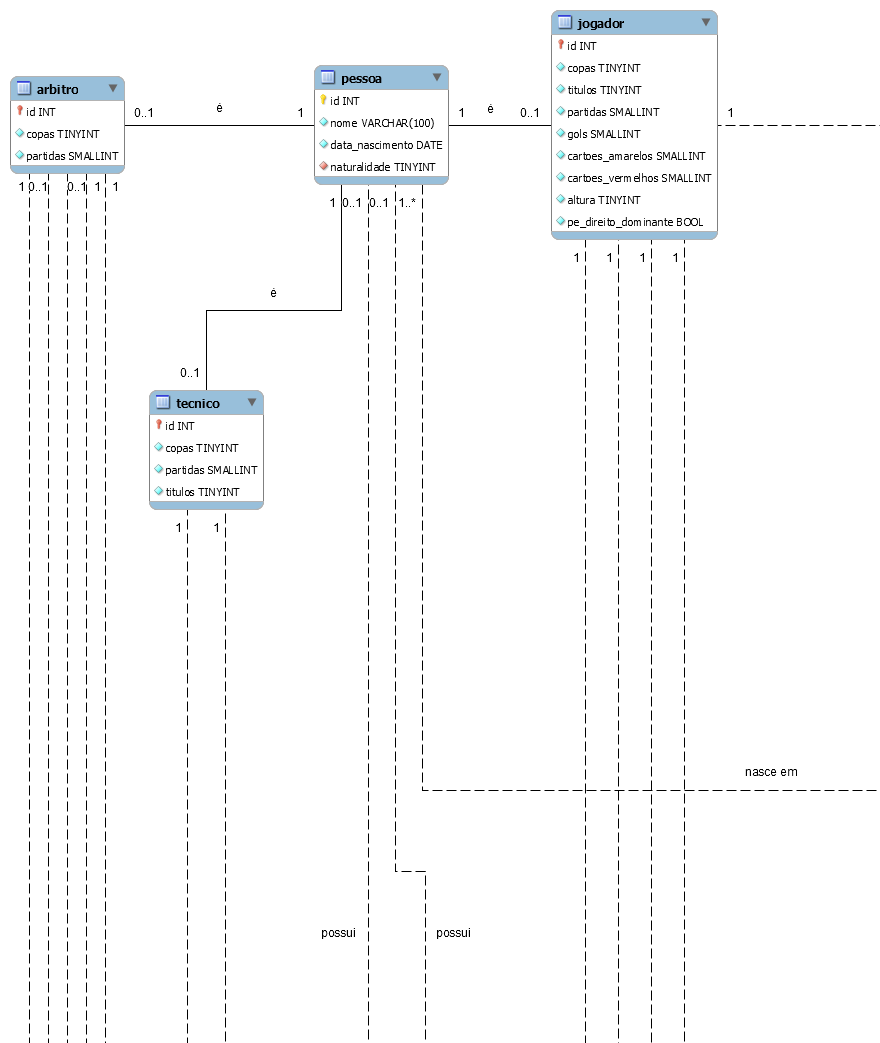 jogador
id INT
copas TINYINT
titulos TINYINT
partidas SMALLINT
gols SMALLINT
cartoes_amarelos SMALLINT
cartoes_vermelhos SMALLINT
altura TINYINT
pe_direito_dominante BOOL
pessoa
id INT
nome VARCHAR(100)
data_nascimento DATE
naturalidade TINYINT
arbitro
id INT
copas TINYINT
partidas SMALLINT
0..1 é 1
1 é 0..1
1
1 0..1 0..1 1 1
1 0..1 0..1 1..*
1 1 1 1
é
0..1
tecnico
id INT
copas TINYINT
partidas SMALLINT
titulos TINYINT
1 1
nasce em
possui possui